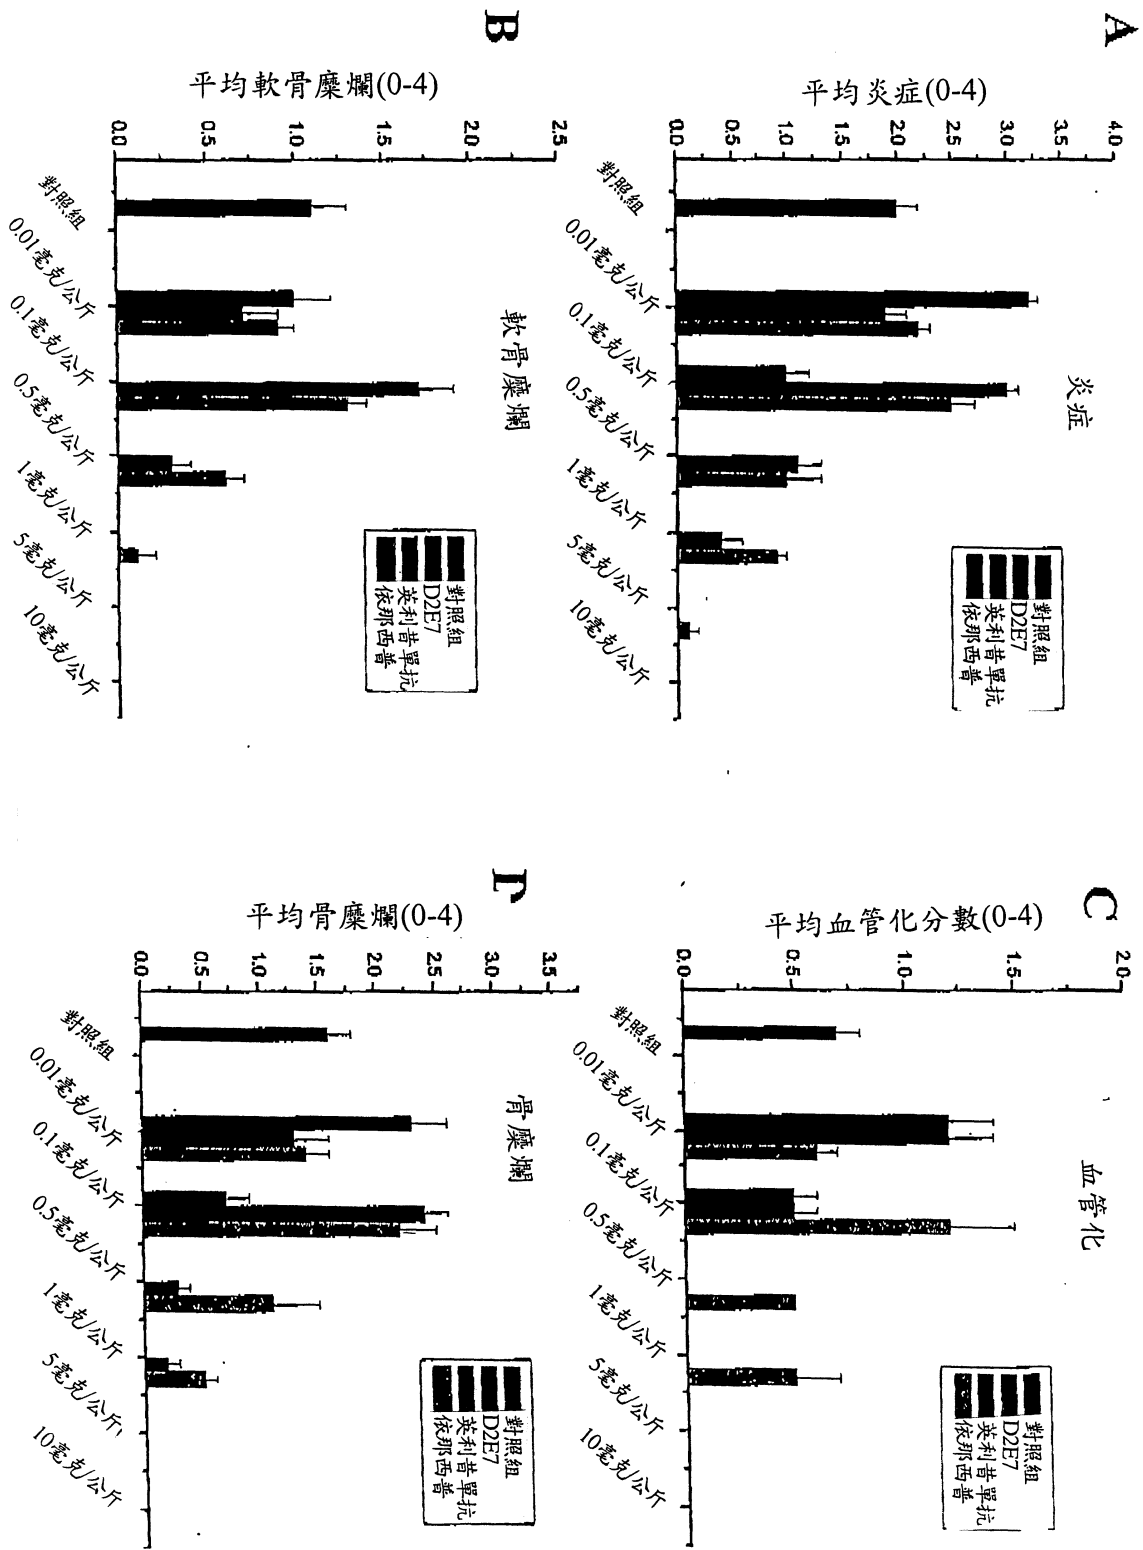 A
炎症
平均炎症(0-4)
4.0
3.5
3.0
2.5
2.0
1.5
1.0
0.5
0.0
對照組
0.01毫克/公斤
0.1毫克/公斤
0.5毫克/公斤
1毫克/公斤
5毫克/公斤
10毫克/公斤
對照組
D2E7
英利昔單抗
依那西普
B
軟骨糜爛
平均軟骨糜爛(0-4)
2.5
2.0
1.5
1.0
0.5
0.0
對照組
0.01毫克/公斤
0.1毫克/公斤
0.5毫克/公斤
1毫克/公斤
5毫克/公斤
10毫克/公斤
對照組
D2E7
英利昔單抗
依那西普
C
血管化
平均血管化分數(0-4)
2.0
1.5
1.0
0.5
0.0
對照組
0.01毫克/公斤
0.1毫克/公斤
0.5毫克/公斤
1毫克/公斤
5毫克/公斤
10毫克/公斤
對照組
D2E7
英利昔單抗
依那西普
D
骨糜爛
平均骨糜爛(0-4)
3.5
3.0
2.5
2.0
1.5
1.0
0.5
0.0
對照組
0.01毫克/公斤
0.1毫克/公斤
0.5毫克/公斤
1毫克/公斤
5毫克/公斤
10毫克/公斤
對照組
D2E7
英利昔單抗
依那西普